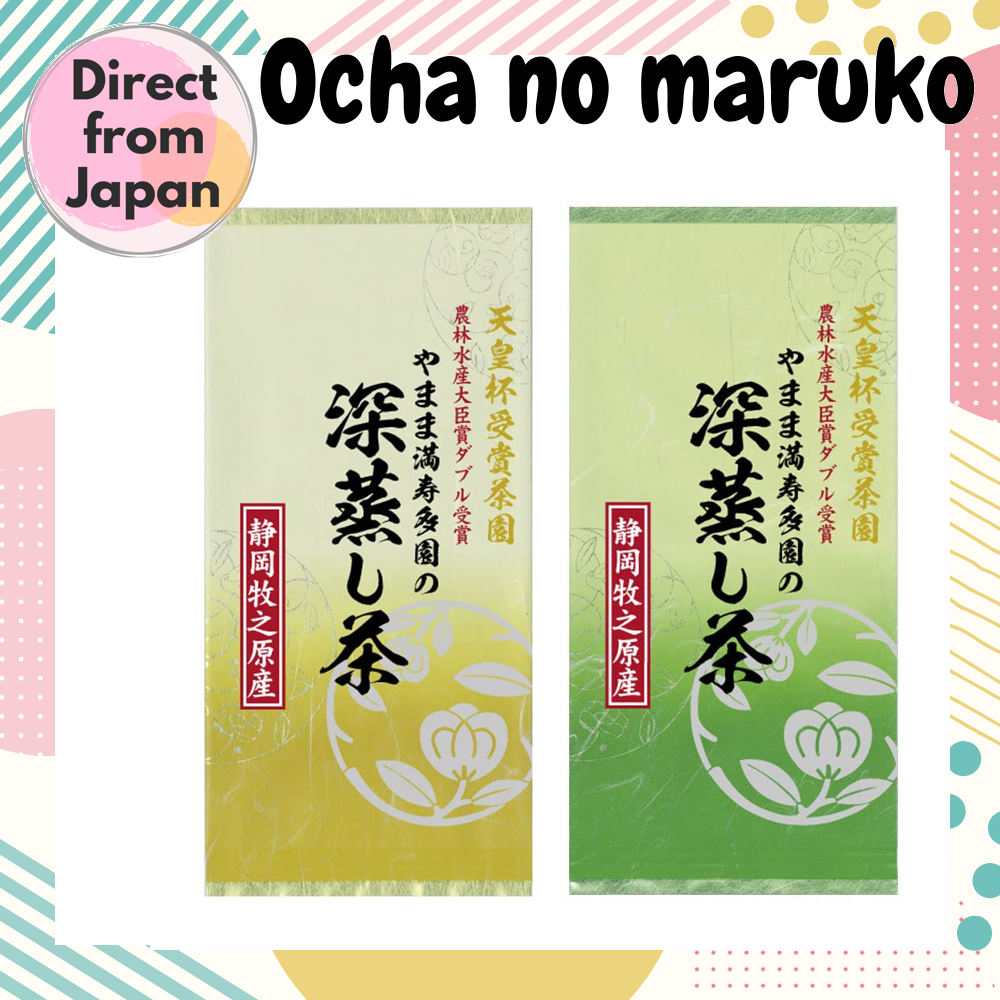 Direct
from
Japan
Ocha no maruko
天皇杯受賞茶園
農林水産大臣賞ダブル受賞
やまま満寿多園の
深蒸し茶
静岡牧之原産
天皇杯受賞茶園
農林水産大臣賞ダブル受賞
やまま満寿多園の
深蒸し茶
静岡牧之原産